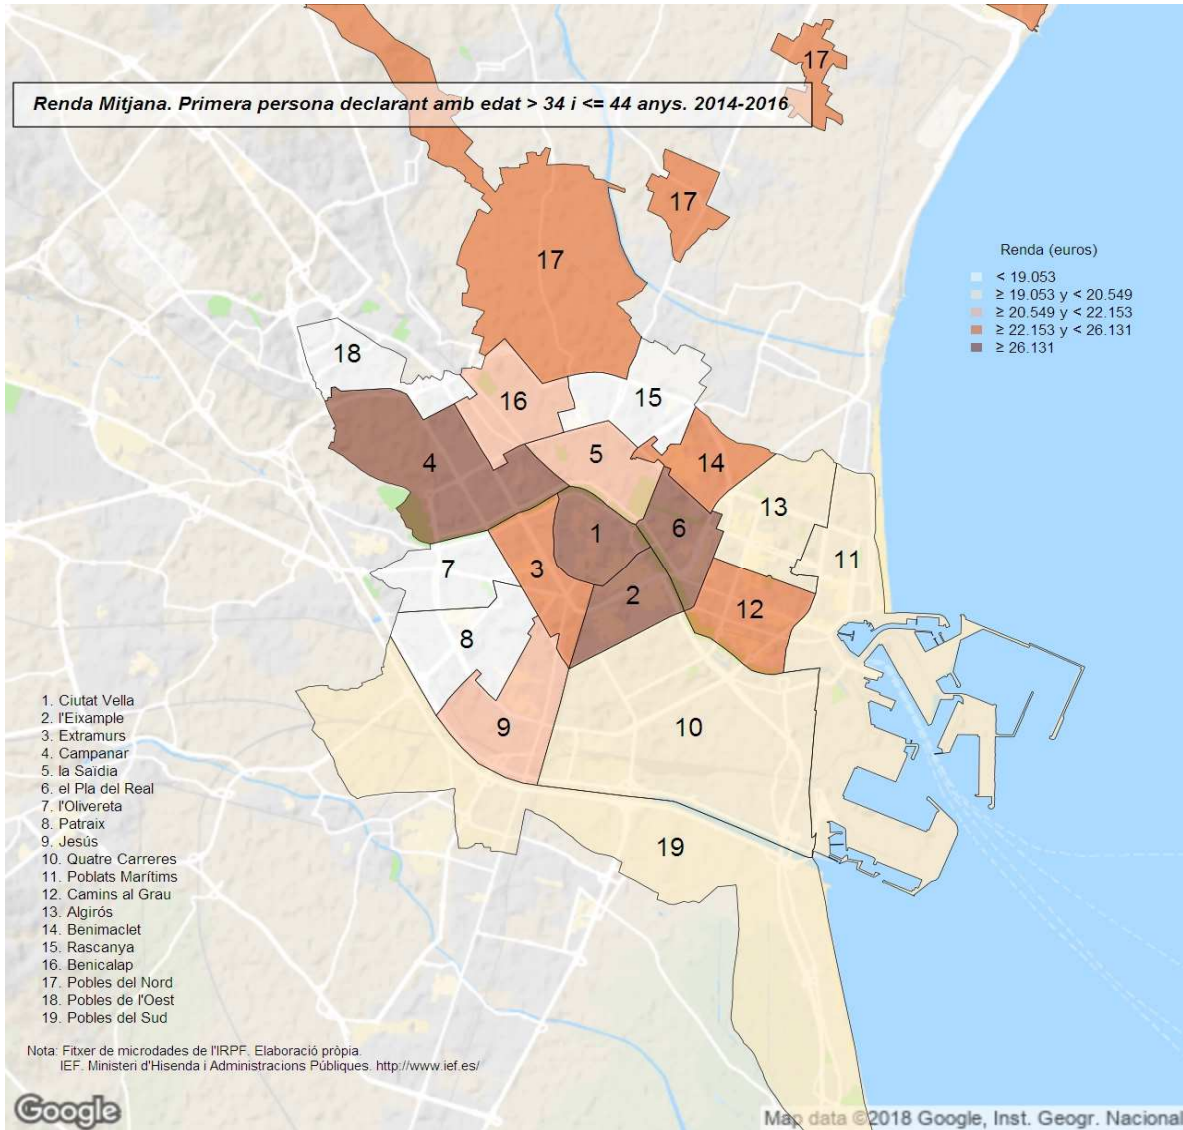 17
Renda Mitjana. Primera persona declarant amb edat > 34 i <= 44 anys. 2014-2016
17
17
Renda (euros)
< 19.053
≥ 19.053 y < 20.549
≥ 20.549 y < 22.153
≥ 22.153 y < 26.131
≥ 26.131
18
16
15
4
5
14
13
1
6
11
7
3
2
12
8
9
10
19
1. Ciutat Vella
2. l'Eixample
3. Extramurs
4. Campanar
5. la Saïdia
6. el Pla del Real
7. l'Olivereta
8. Patraix
9. Jesús
10. Quatre Carreres
11. Poblats Marítims
12. Camins al Grau
13. Algirós
14. Benimaclet
15. Rascanya
16. Benicalap
17. Pobles del Nord
18. Pobles de l'Oest
19. Pobles del Sud
Nota: Fitxer de microdades de l'IRPF. Elaboració pròpia.
IEF. Ministeri d'Hisenda i Administracions Públiques. http://www.ief.es/
Google
Map data ©2018 Google, Inst. Geogr. Nacional